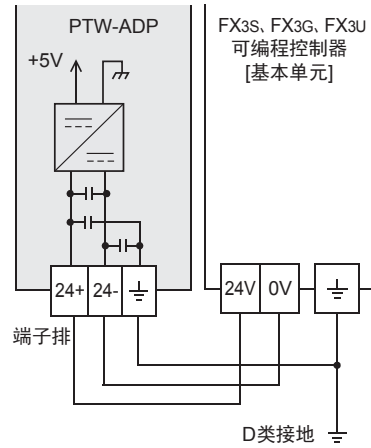 PTW-ADP
+5V
FX3S、FX3G、FX3U
可编程控制器
[基本单元]
24+
24-
24V
0V
端子排
D类接地